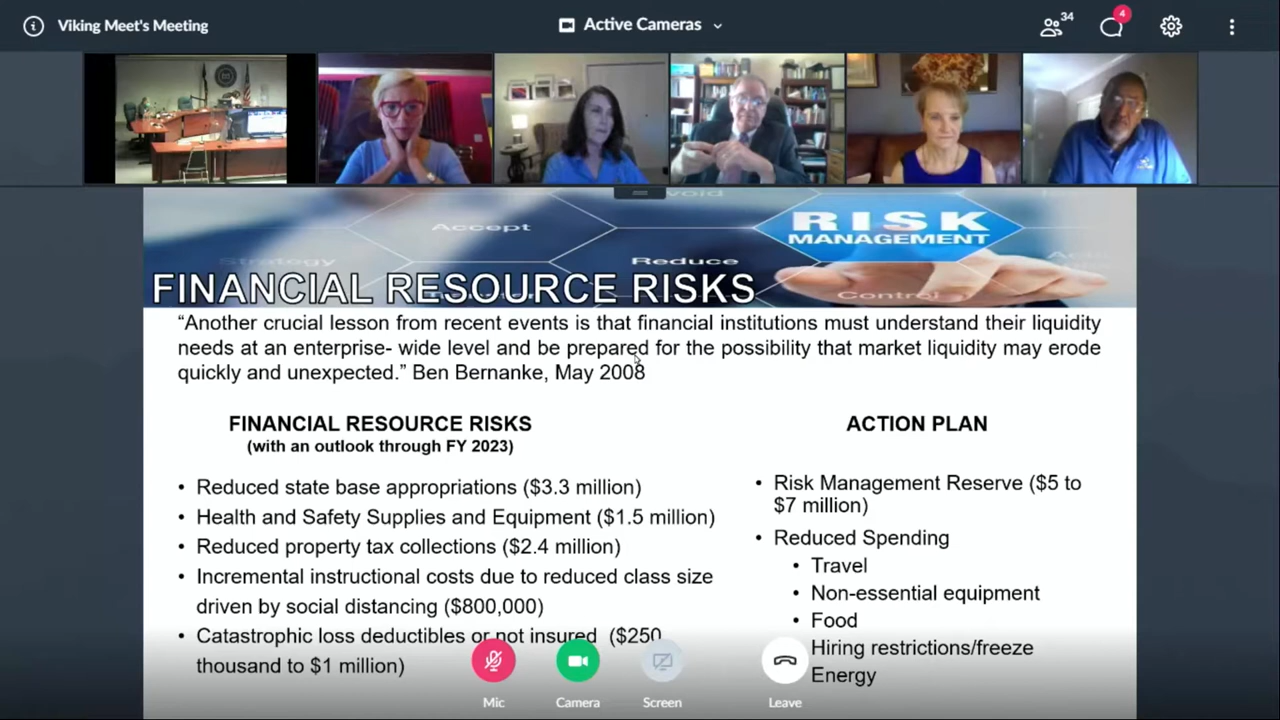 Viking Meet's Meeting
Active Cameras
34
4
Accept
Strategy
Reduce
Control
RISK
MANAGEMENT
FINANCIAL RESOURCE RISKS
“Another crucial lesson from recent events is that financial institutions must understand their liquidity
needs at an enterprise- wide level and be prepared for the possibility that market liquidity may erode
quickly and unexpected.” Ben Bernanke, May 2008
FINANCIAL RESOURCE RISKS
(with an outlook through FY 2023)
• Reduced state base appropriations ($3.3 million)
• Health and Safety Supplies and Equipment ($1.5 million)
• Reduced property tax collections ($2.4 million)
• Incremental instructional costs due to reduced class size
driven by social distancing ($800,000)
• Catastrophic loss deductibles or not insured ($250
thousand to $1 million)
ACTION PLAN
• Risk Management Reserve ($5 to
$7 million)
• Reduced Spending
• Travel
• Non-essential equipment
• Food
Hiring restrictions/freeze
Energy
Mic
Camera
Screen
Leave